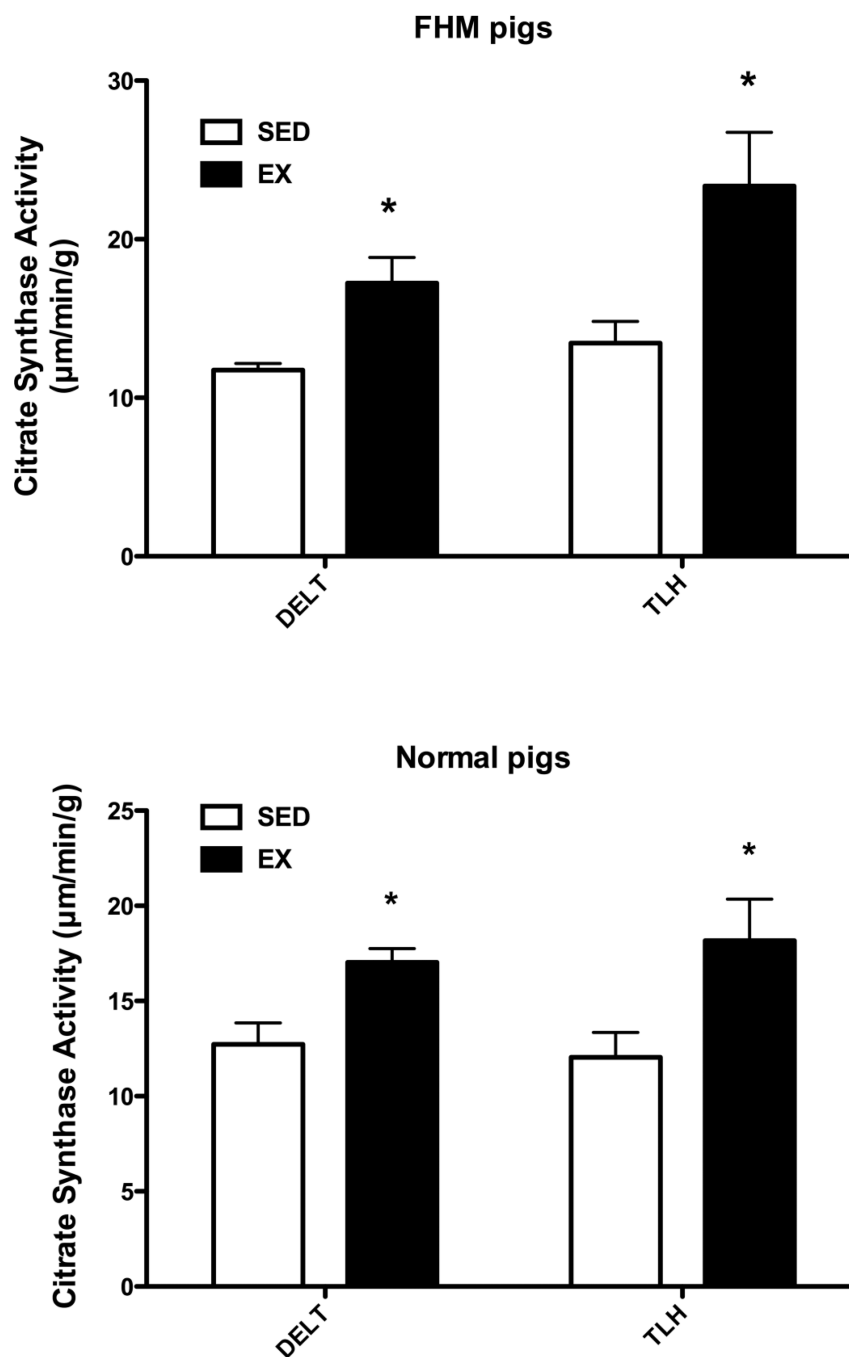 FHM pigs
30
20
10
0
Citrate Synthase Activity
(µm/min/g)
SED
EX
*
*
DELT
TLH
Normal pigs
25
20
15
10
5
0
Citrate Synthase Activity (µm/min/g)
SED
EX
*
*
DELT
TLH